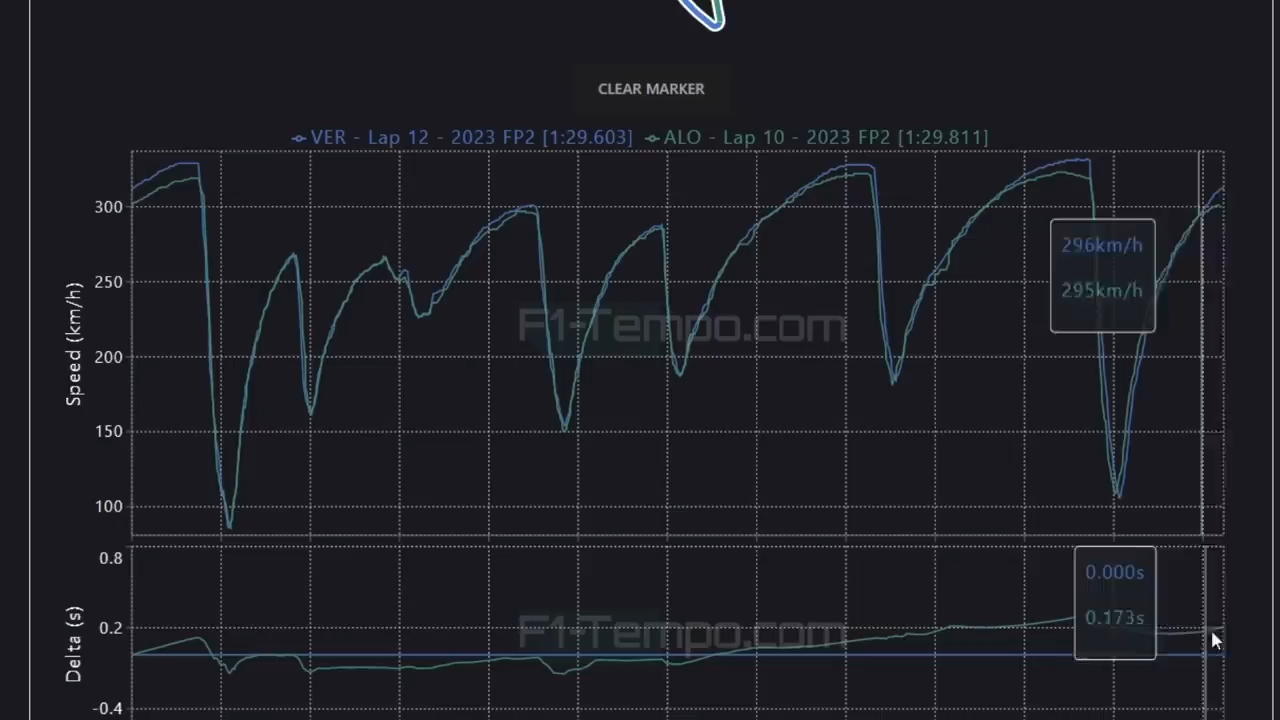 CLEAR MARKER
VER - Lap 12 - 2023 FP2 [1:29.603] ALO - Lap 10 - 2023 FP2 [1:29.811]
300
250
200
150
100
Speed (km/h)
F1-Tempo.com
296km/h
295km/h
0.8
0.2
-0.4
Delta (s)
F1-Tempo.com
0.000s
0.173s